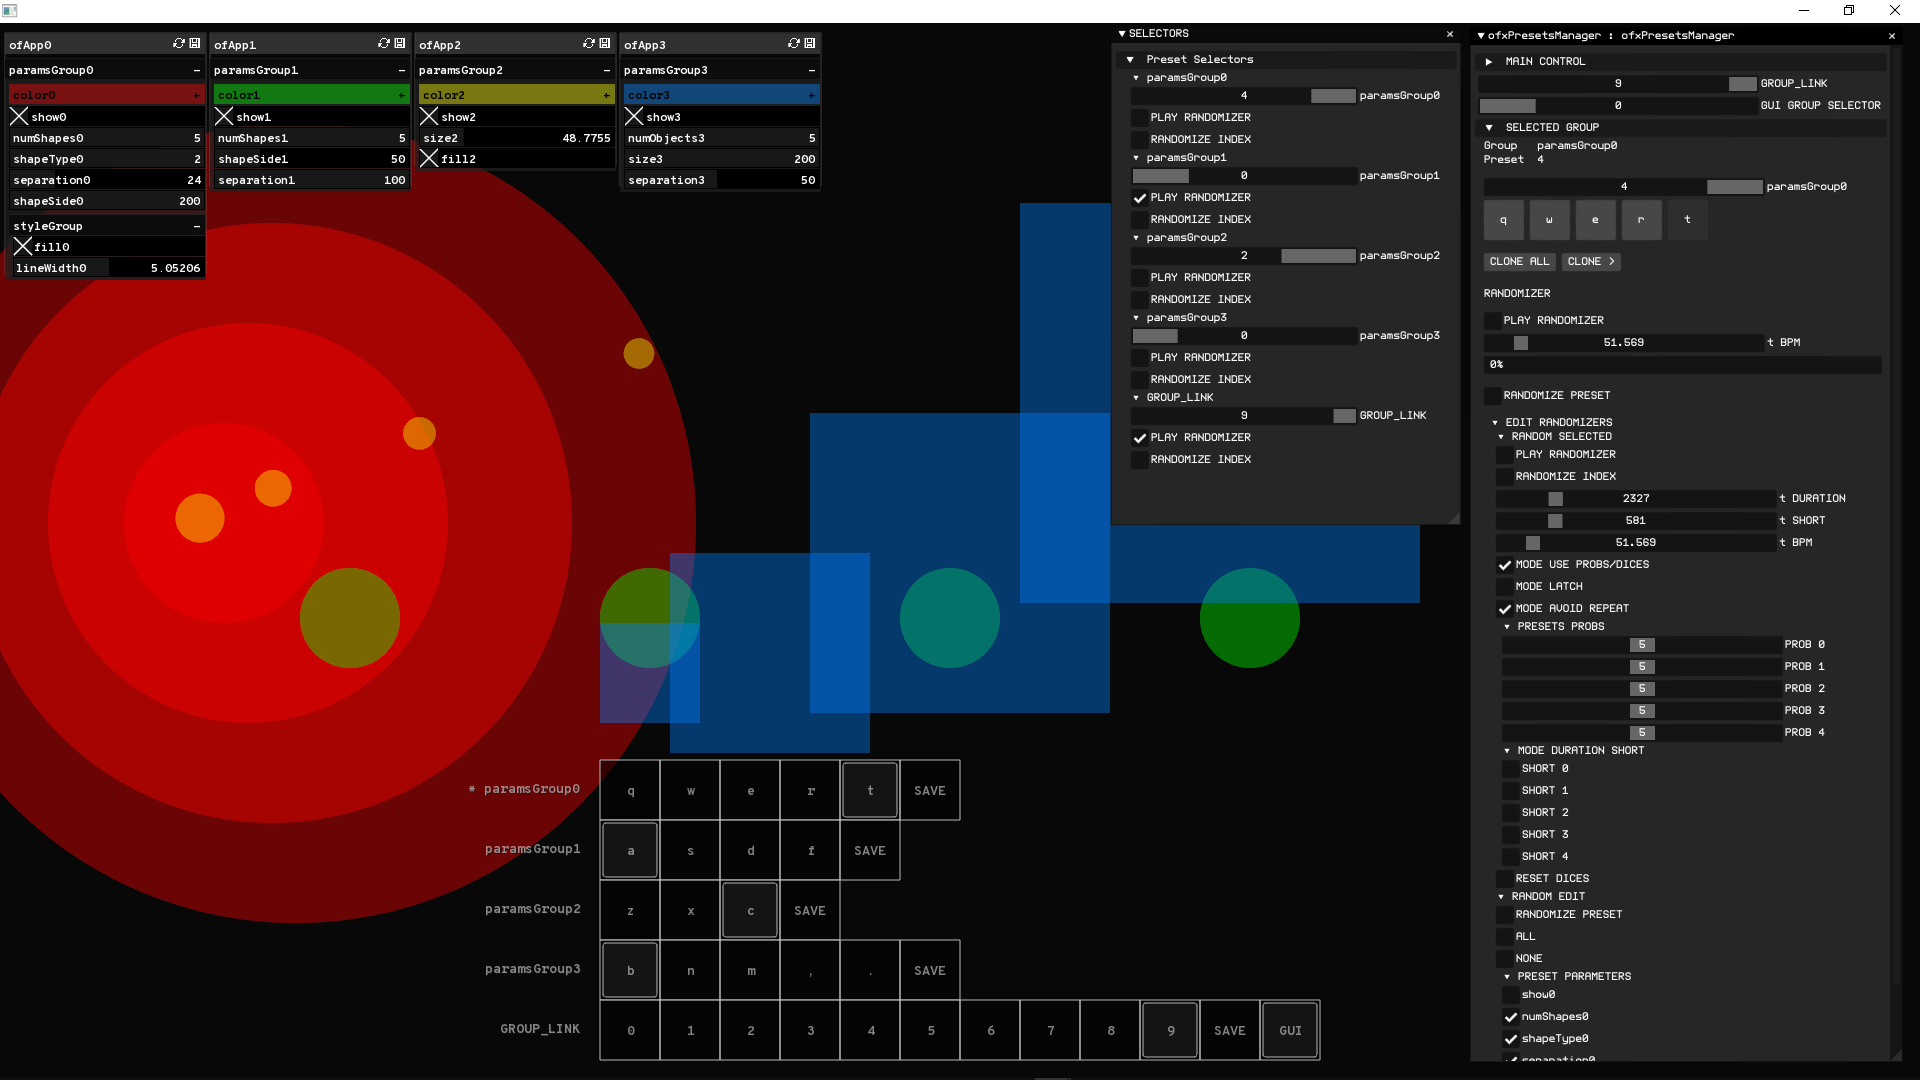 ofApp0
paramsGroup0 -
color0 +
show0
numShapes0 5
shapeType0 2
separation0 24
shapeSide0 200
styleGroup -
fill0
lineWidth0 5.05206
ofApp1
paramsGroup1 -
color1 +
show1
numShapes1 5
shapeSide1 50
separation1 100
ofApp2
paramsGroup2 -
color2 +
show2
size2 48.7755
fill2
ofApp3
paramsGroup3 -
color3 +
show3
numObjects3 5
size3 200
separation3 50
SELECTORS
Preset Selectors
paramsGroup0
4 paramsGroup0
PLAY RANDOMIZER
RANDOMIZE INDEX
paramsGroup1
0 paramsGroup1
PLAY RANDOMIZER
RANDOMIZE INDEX
paramsGroup2
2 paramsGroup2
PLAY RANDOMIZER
RANDOMIZE INDEX
paramsGroup3
0 paramsGroup3
PLAY RANDOMIZER
RANDOMIZE INDEX
GROUP_LINK
9 GROUP_LINK
PLAY RANDOMIZER
RANDOMIZE INDEX
ofxPresetsManager : ofxPresetsManager
MAIN CONTROL
9 GROUP_LINK
0 GUI GROUP SELECTOR
SELECTED GROUP
Group paramsGroup0
Preset 4
4 paramsGroup0
q w e r t
CLONE ALL CLONE >
RANDOMIZER
PLAY RANDOMIZER
51.569 t BPM
0%
RANDOMIZE PRESET
EDIT RANDOMIZERS
RANDOM SELECTED
PLAY RANDOMIZER
RANDOMIZE INDEX
2327 t DURATION
581 t SHORT
51.569 t BPM
MODE USE PROBS/DICES
MODE LATCH
MODE AVOID REPEAT
PRESETS PROBS
5 PROB 0
5 PROB 1
5 PROB 2
5 PROB 3
5 PROB 4
MODE DURATION SHORT
SHORT 0
SHORT 1
SHORT 2
SHORT 3
SHORT 4
RESET DICES
RANDOM EDIT
RANDOMIZE PRESET
ALL
NONE
PRESET PARAMETERS
show0
numShapes0
shapeType0
separation0
* paramsGroup0 q w e r t SAVE
paramsGroup1 a s d f SAVE
paramsGroup2 z x c SAVE
paramsGroup3 b n m , . SAVE
GROUP_LINK 0 1 2 3 4 5 6 7 8 9 SAVE GUI